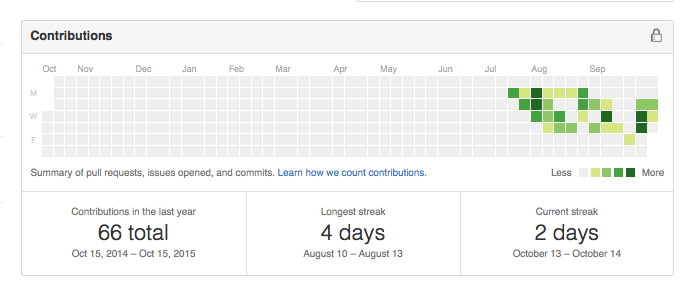 Contributions
Oct Nov Dec Jan Feb Mar Apr May Jun Jul Aug Sep
M
W
F
Summary of pull requests, issues opened, and commits. Learn how we count contributions.
Less More
Contributions in the last year
66 total
Oct 15, 2014 – Oct 15, 2015
Longest streak
4 days
August 10 – August 13
Current streak
2 days
October 13 – October 14